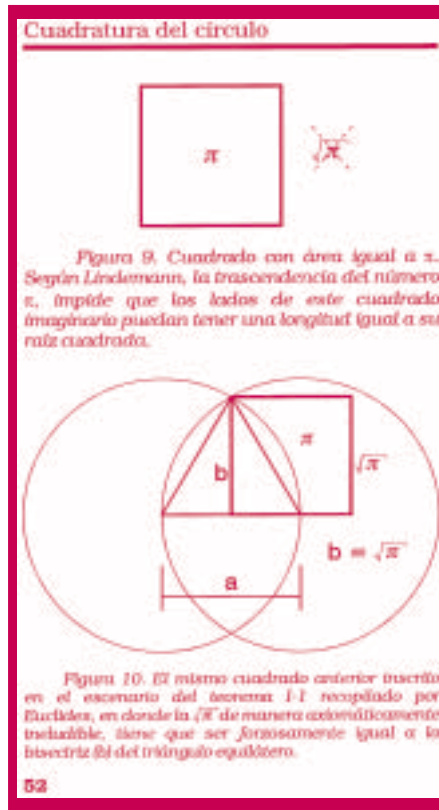 Cuadratura del círculo
π
√π
Figura 9. Cuadrado con área igual a π.
Según Lindemann, la trascendencia del número
π, impide que los lados de este cuadrado
imaginario puedan tener una longitud igual a su
raíz cuadrada.
π
b
√π
b = √π
a
Figura 10. El mismo cuadrado anterior inscrito
en el escenario del teorema I-1 recopilado por
Euclides, en donde la √π de manera axiomáticamente
ineludible, tiene que ser forzosamente igual a la
bisectriz (b) del triángulo equilátero.
52